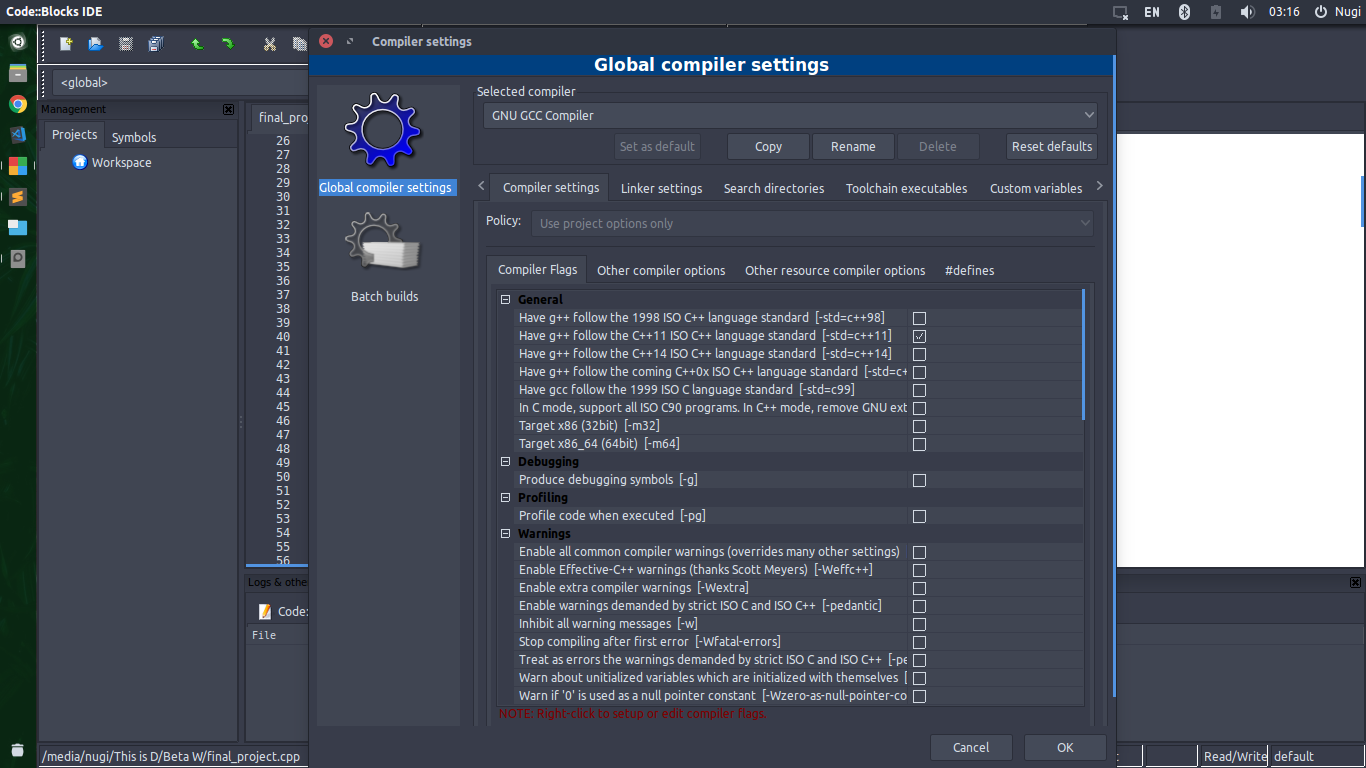 Code::Blocks IDE
EN
03:16
Nugi
Compiler settings
Global compiler settings
<global>
Management
Projects
Symbols
Workspace
final_pro
26
27
28
29
30
31
32
33
34
35
36
37
38
39
40
41
42
43
44
45
46
47
48
49
50
51
52
53
54
55
56
Global compiler settings
Batch builds
Selected compiler
GNU GCC Compiler
Set as default
Copy
Rename
Delete
Reset defaults
Compiler settings
Linker settings
Search directories
Toolchain executables
Custom variables
Policy:
Use project options only
Compiler Flags
Other compiler options
Other resource compiler options
#defines
General
Have g++ follow the 1998 ISO C++ language standard [-std=c++98]
Have g++ follow the C++11 ISO C++ language standard [-std=c++11]
Have g++ follow the C++14 ISO C++ language standard [-std=c++14]
Have g++ follow the coming C++0x ISO C++ language standard [-std=c+
Have gcc follow the 1999 ISO C language standard [-std=c99]
In C mode, support all ISO C90 programs. In C++ mode, remove GNU ext
Target x86 (32bit) [-m32]
Target x86_64 (64bit) [-m64]
Debugging
Produce debugging symbols [-g]
Profiling
Profile code when executed [-pg]
Warnings
Enable all common compiler warnings (overrides many other settings)
Enable Effective-C++ warnings (thanks Scott Meyers) [-Weffc++]
Enable extra compiler warnings [-Wextra]
Enable warnings demanded by strict ISO C and ISO C++ [-pedantic]
Inhibit all warning messages [-w]
Stop compiling after first error [-Wfatal-errors]
Treat as errors the warnings demanded by strict ISO C and ISO C++ [-pe
Warn about unitialized variables which are initialized with themselves [
Warn if '0' is used as a null pointer constant [-Wzero-as-null-pointer-co
NOTE: Right-click to setup or edit compiler flags.
Cancel
OK
Logs & othe
Code:
File
/media/nugi/This is D/Beta W/final_project.cpp
Read/Write
default